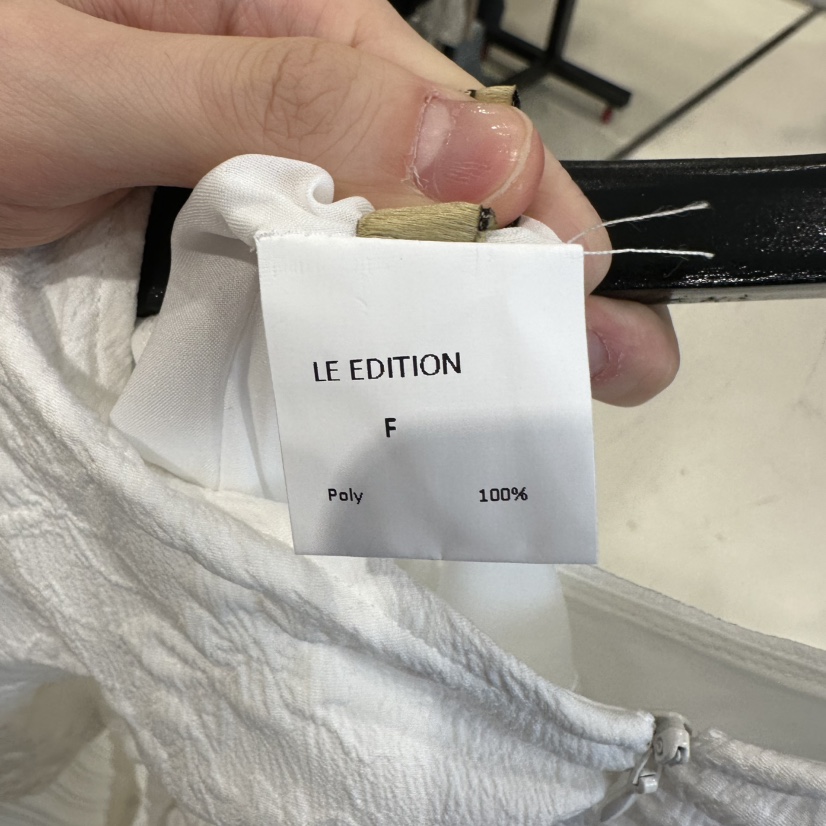 LE EDITION
F
Poly 100%